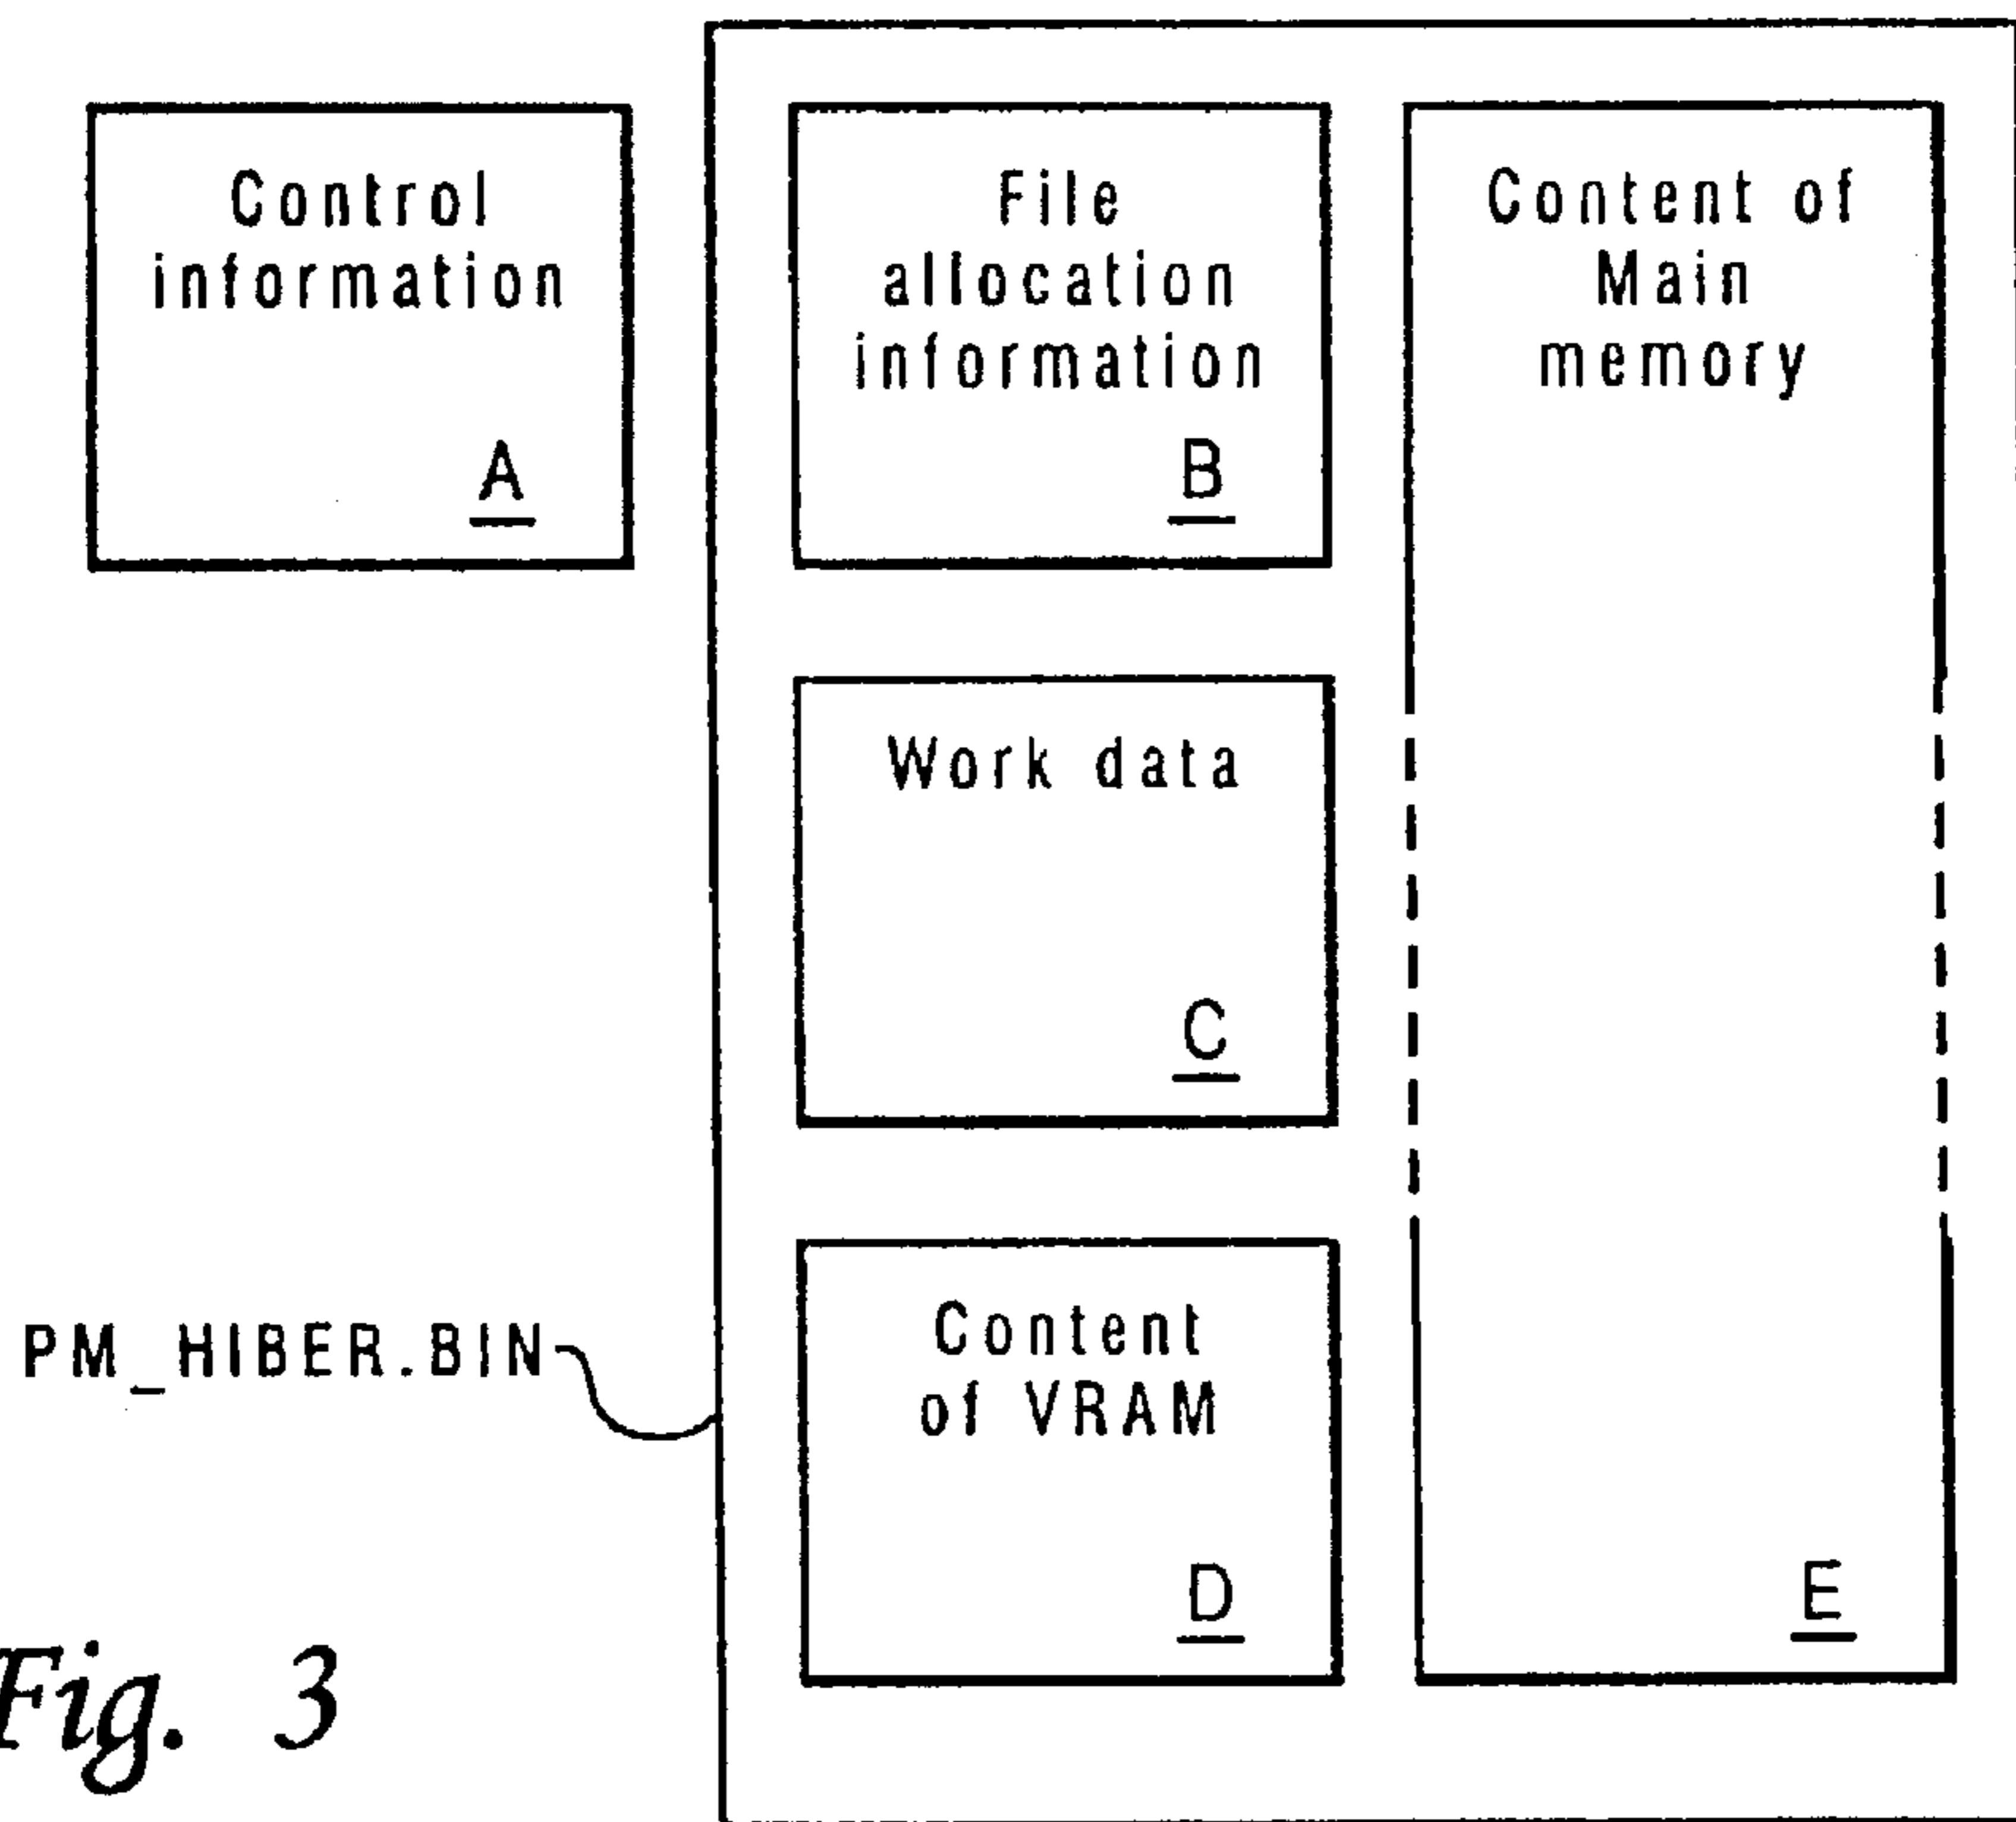 Control
information
A
File
allocation
information
B
Content of
Main
memory
Work data
C
PM_HIBER.BIN
Content
of VRAM
D
E
Fig. 3